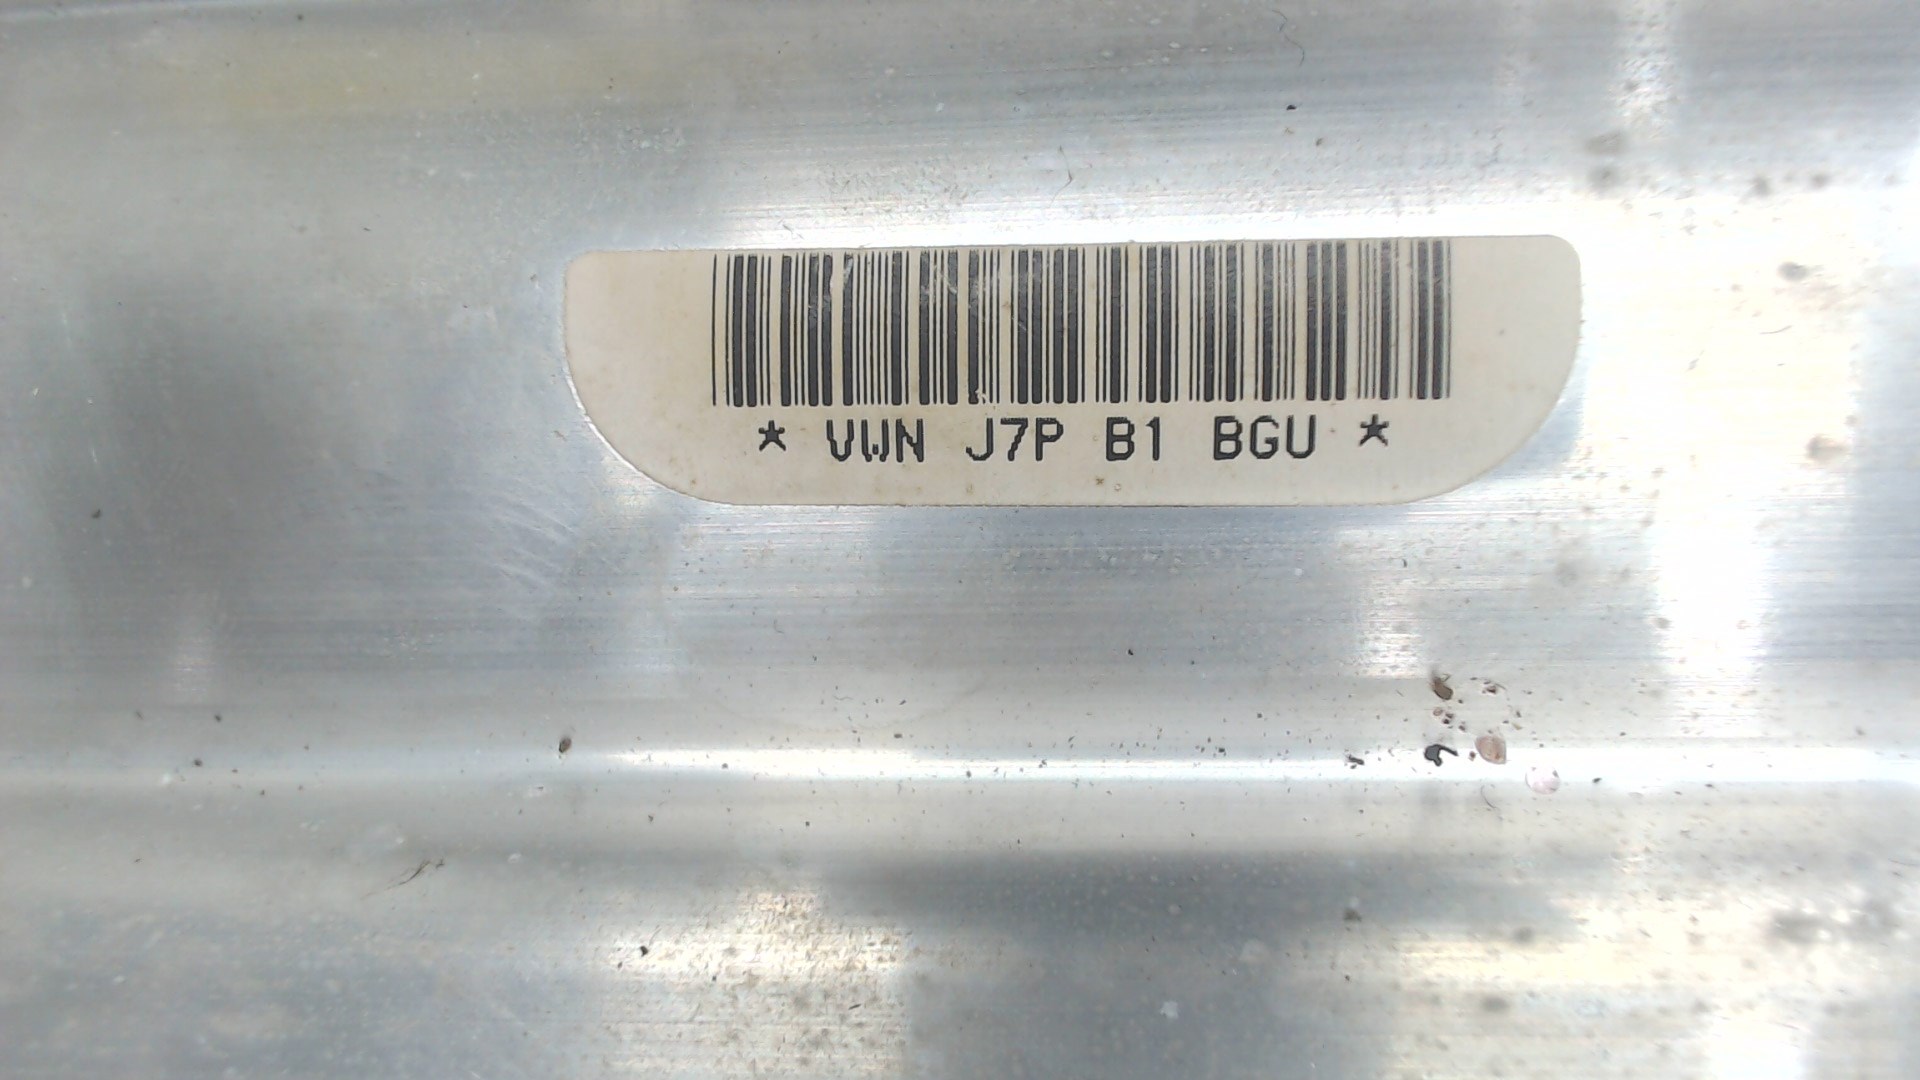 * VWN J7P B1 BGU *